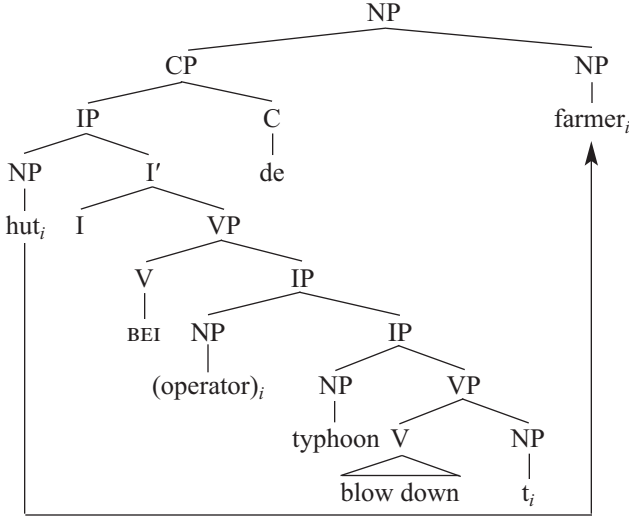 NP
CP NP
IP C farmerᵢ
NP I′ de
hutᵢ I VP
V IP
BEI NP IP
(operator)ᵢ NP VP
typhoon V NP
blow down tᵢ